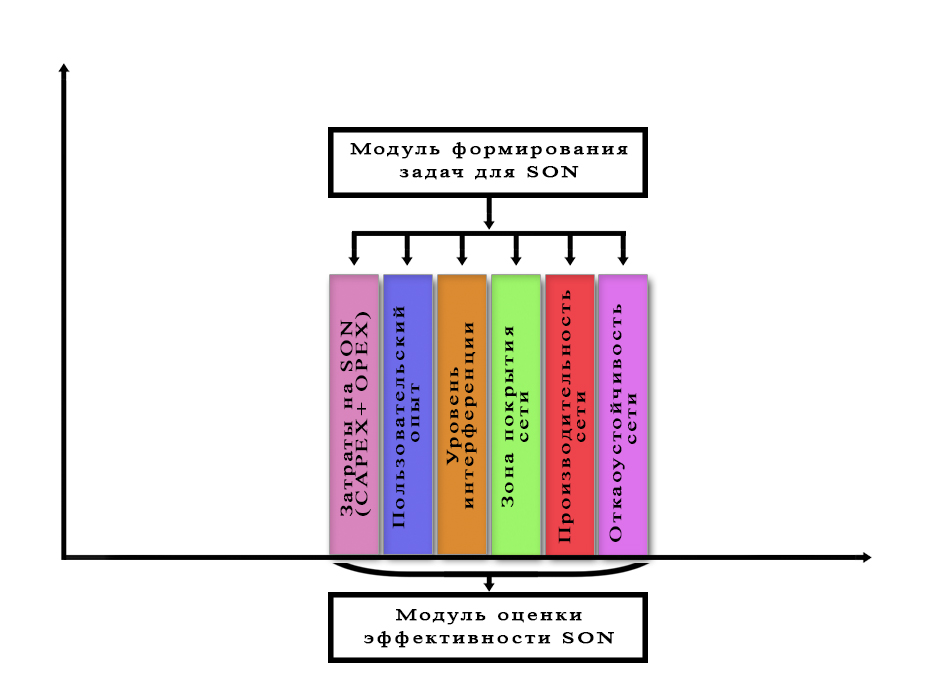 Модуль формирования
задач для SON
Затраты на SON
(CAPEX+ OPEX)
Пользовательский
опыт
Уровень
интерференции
Зона покрытия
сети
Производительность
сети
Откаоустойчивость
сети
Модуль оценки
эффективности SON